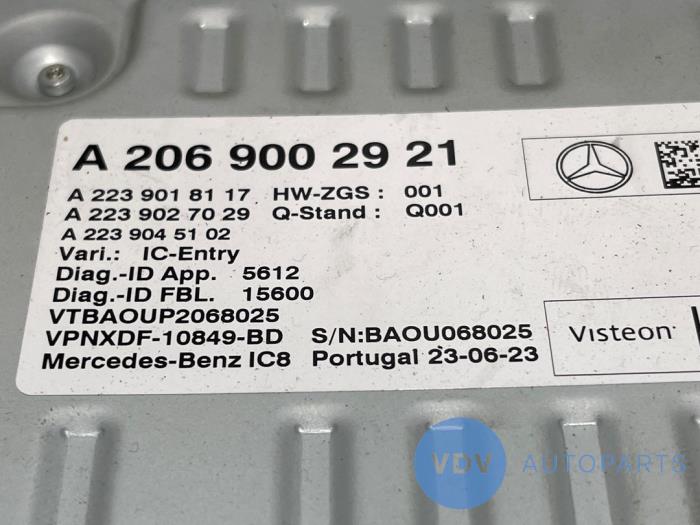 A 206 900 2921
A 223 901 81 17 HW-ZGS : 001
A 223 902 70 29 Q-Stand : Q001
A 223 904 51 02
Vari.: IC-Entry
Diag.-ID App. 5612
Diag.-ID FBL. 15600
VTBAOUP2068025
VPNXDF-10849-BD S/N:BAOU068025
Mercedes-Benz IC8 Portugal 23-06-23
Visteon
VDV AUTOPARTS